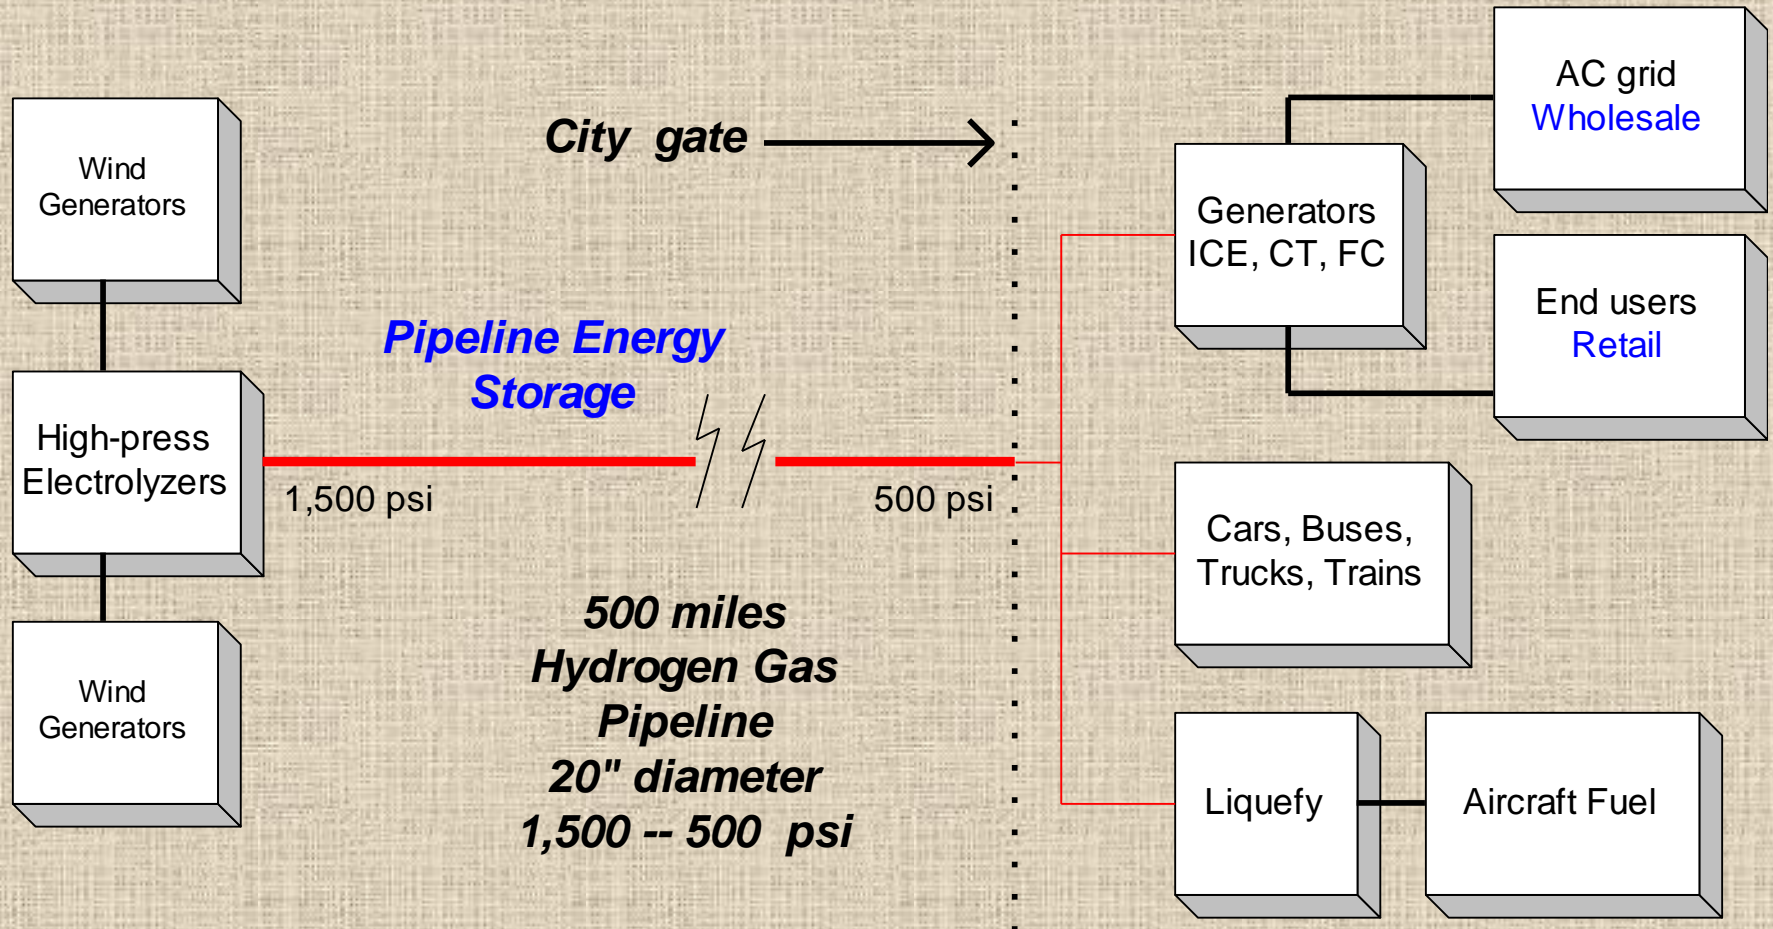 Wind
Generators
High-press
Electrolyzers
Wind
Generators
City gate
Pipeline Energy
Storage
1,500 psi
500 psi
500 miles
Hydrogen Gas
Pipeline
20" diameter
1,500 -- 500 psi
Generators
ICE, CT, FC
AC grid
Wholesale
End users
Retail
Cars, Buses,
Trucks, Trains
Liquefy
Aircraft Fuel